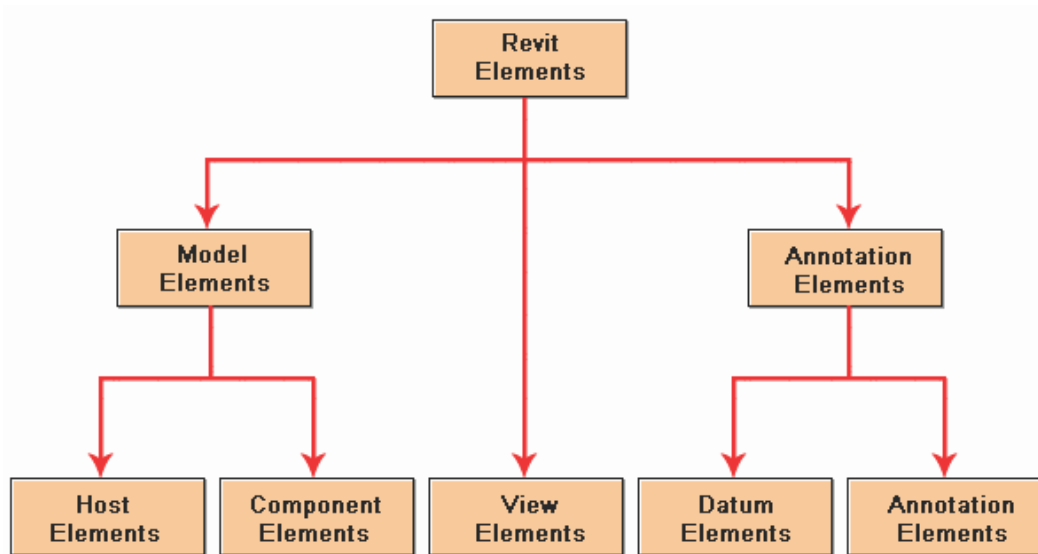 Revit
Elements
Model
Elements
Annotation
Elements
Host
Elements
Component
Elements
View
Elements
Datum
Elements
Annotation
Elements